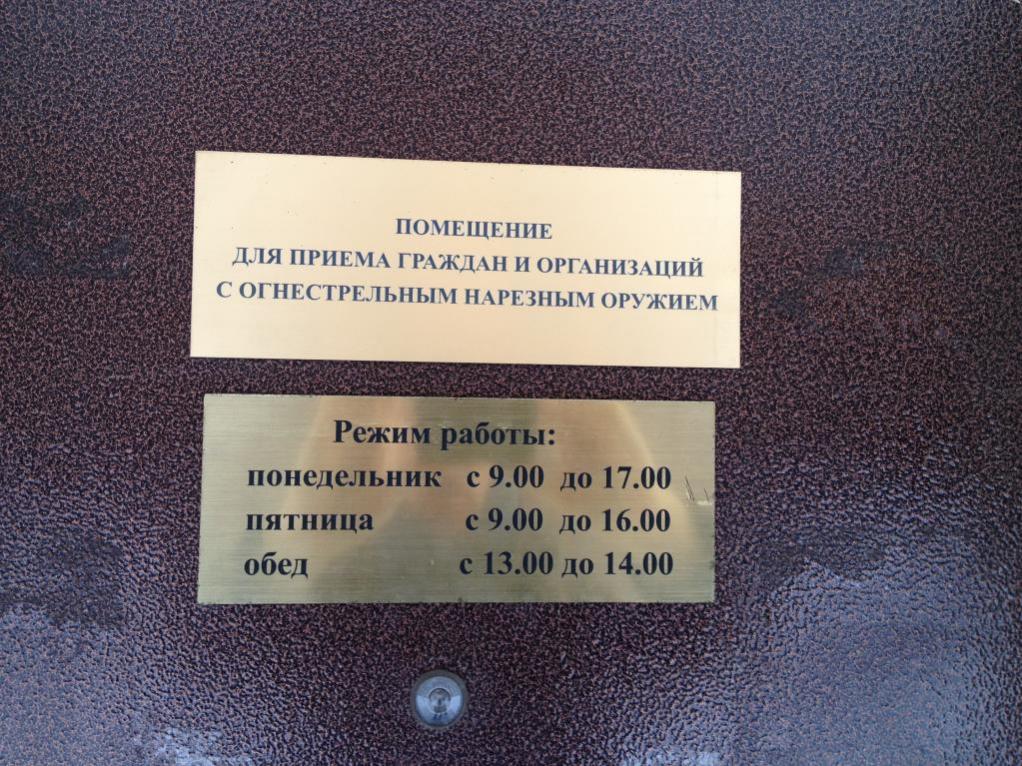 ПОМЕЩЕНИЕ
ДЛЯ ПРИЕМА ГРАЖДАН И ОРГАНИЗАЦИЙ
С ОГНЕСТРЕЛЬНЫМ НАРЕЗНЫМ ОРУЖИЕМ
Режим работы:
понедельник с 9.00 до 17.00
пятница с 9.00 до 16.00
обед с 13.00 до 14.00